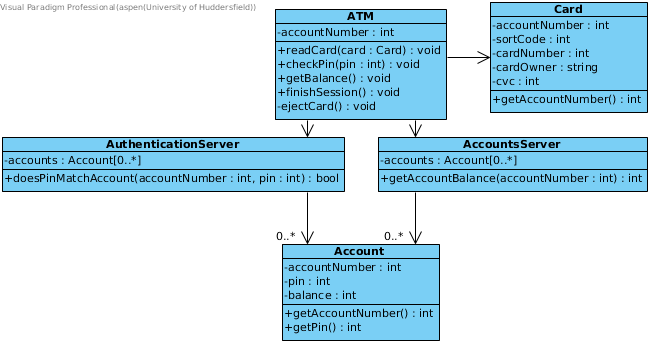 Visual Paradigm Professional(aspen(University of Huddersfield))
ATM
-accountNumber : int
+readCard(card : Card) : void
+checkPin(pin : int) : void
+getBalance() : void
+finishSession() : void
-ejectCard() : void
Card
-accountNumber : int
-sortCode : int
-cardNumber : int
-cardOwner : string
-cvc : int
+getAccountNumber() : int
AuthenticationServer
-accounts : Account[0..*]
+doesPinMatchAccount(accountNumber : int, pin : int) : bool
AccountsServer
-accounts : Account[0..*]
+getAccountBalance(accountNumber : int) : int
0..*
0..*
Account
-accountNumber : int
-pin : int
-balance : int
+getAccountNumber() : int
+getPin() : int